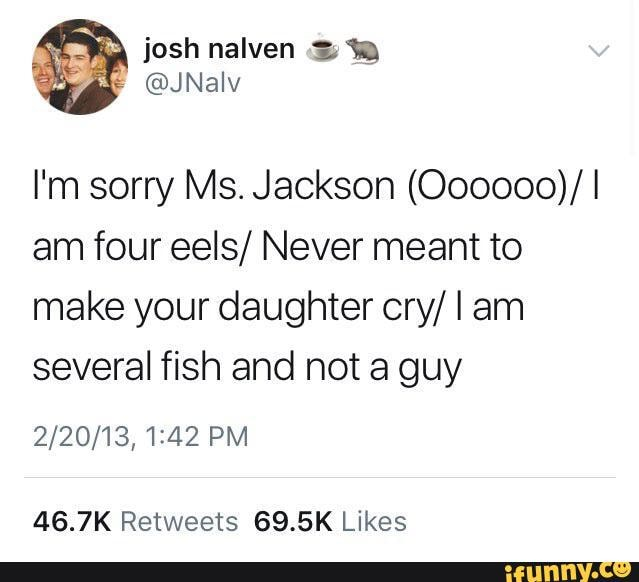 josh nalven ☕🐀
@JNalv
I'm sorry Ms. Jackson (Oooooo)/ I
am four eels/ Never meant to
make your daughter cry/ I am
several fish and not a guy
2/20/13, 1:42 PM
46.7K Retweets 69.5K Likes
ifunny.co